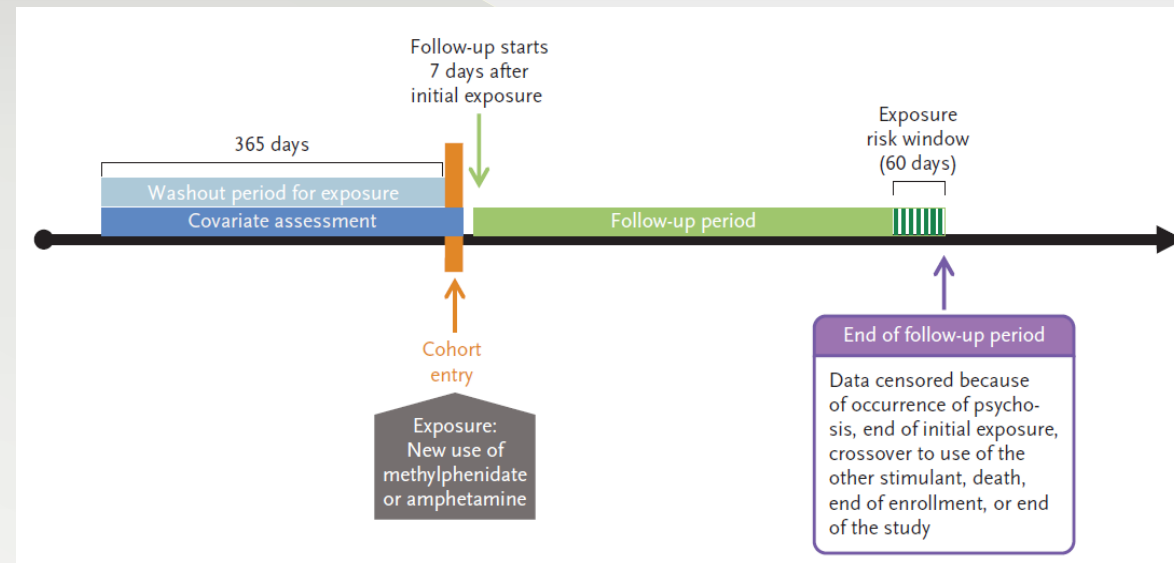 Follow-up starts
7 days after
initial exposure
Exposure
risk window
(60 days)
365 days
Washout period for exposure
Covariate assessment
Follow-up period
Cohort
entry
Exposure:
New use of
methylphenidate
or amphetamine
End of follow-up period
Data censored because
of occurrence of psycho-
sis, end of initial exposure,
crossover to use of the
other stimulant, death,
end of enrollment, or end
of the study